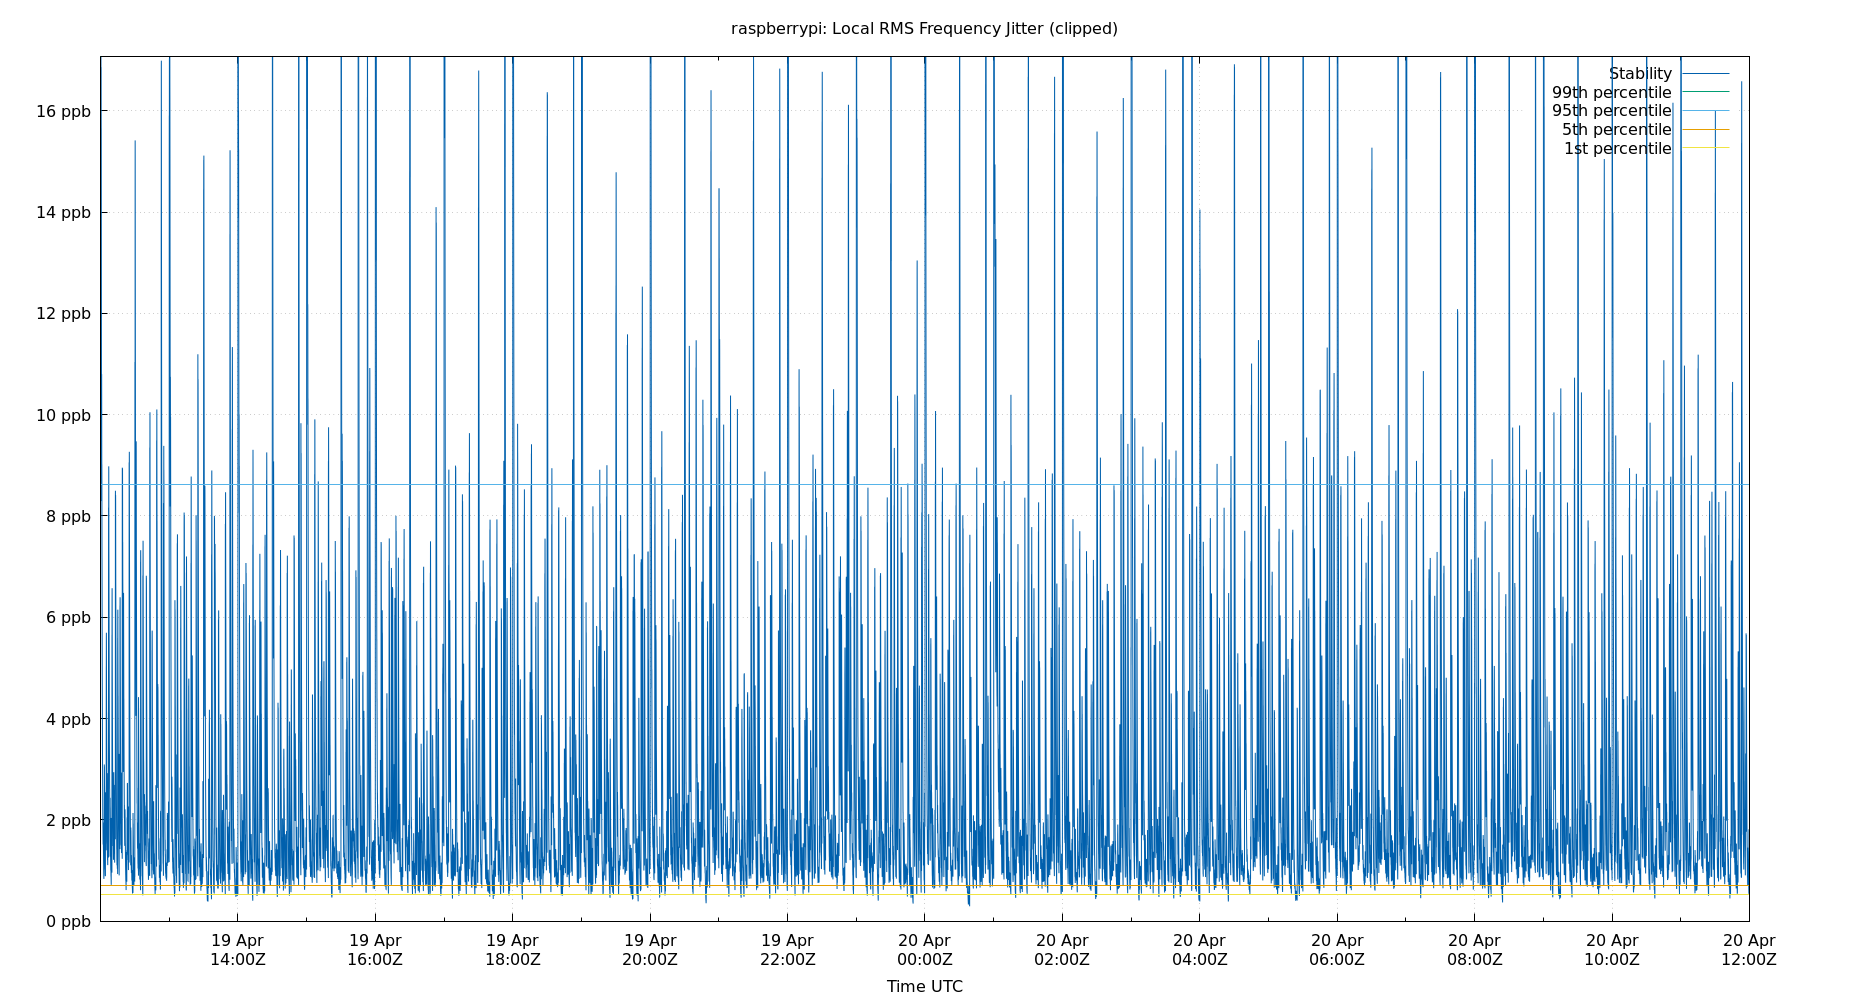 raspberrypi: Local RMS Frequency Jitter (clipped)
Stability
99th percentile
95th percentile
5th percentile
1st percentile
16 ppb
14 ppb
12 ppb
10 ppb
8 ppb
6 ppb
4 ppb
2 ppb
0 ppb
19 Apr 19 Apr 19 Apr 19 Apr 19 Apr 20 Apr 20 Apr 20 Apr 20 Apr 20 Apr 20 Apr 20 Apr
14:00Z 16:00Z 18:00Z 20:00Z 22:00Z 00:00Z 02:00Z 04:00Z 06:00Z 08:00Z 10:00Z 12:00Z
Time UTC